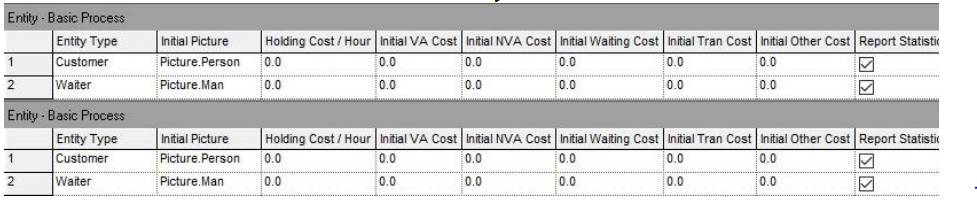 Entity - Basic Process
Entity Type Initial Picture Holding Cost / Hour Initial VA Cost Initial NVA Cost Initial Waiting Cost Initial Tran Cost Initial Other Cost Report Statistic
1 Customer Picture.Person 0.0 0.0 0.0 0.0 0.0 0.0
2 Waiter Picture.Man 0.0 0.0 0.0 0.0 0.0 0.0
Entity - Basic Process
Entity Type Initial Picture Holding Cost / Hour Initial VA Cost Initial NVA Cost Initial Waiting Cost Initial Tran Cost Initial Other Cost Report Statistic
1 Customer Picture.Person 0.0 0.0 0.0 0.0 0.0 0.0
2 Waiter Picture.Man 0.0 0.0 0.0 0.0 0.0 0.0